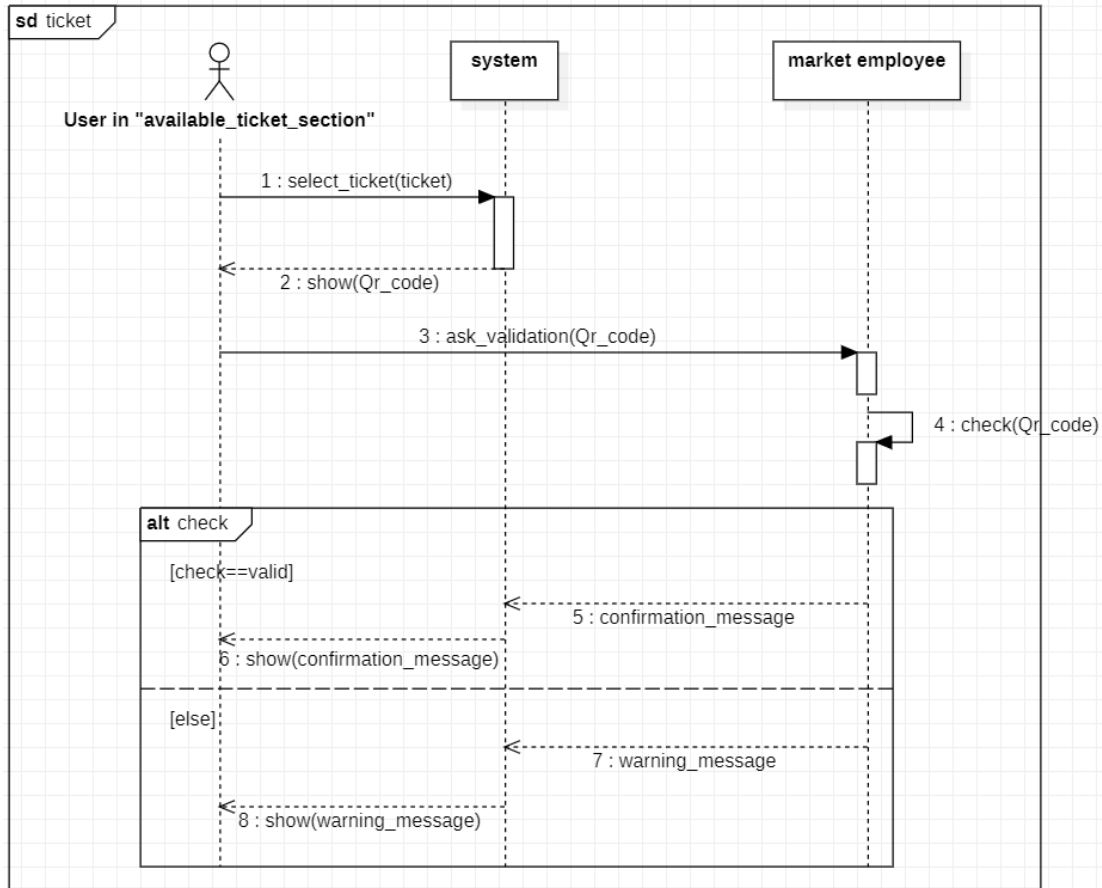 sd ticket
system
market employee
User in "available_ticket_section"
1 : select_ticket(ticket)
2 : show(Qr_code)
3 : ask_validation(Qr_code)
4 : check(Qr_code)
alt check
[check==valid]
5 : confirmation_message
6 : show(confirmation_message)
[else]
7 : warning_message
8 : show(warning_message)